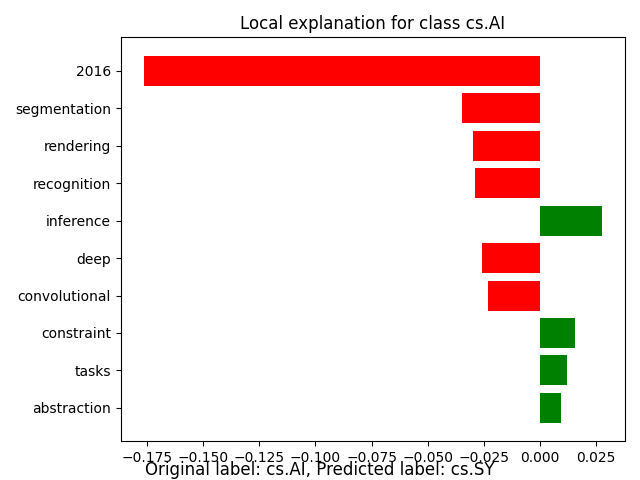 Local explanation for class cs.AI
2016
segmentation
rendering
recognition
inference
deep
convolutional
constraint
tasks
abstraction
−0.175 −0.150 −0.125 −0.100 −0.075 −0.050 −0.025 0.000 0.025
Original label: cs.AI, Predicted label: cs.SY